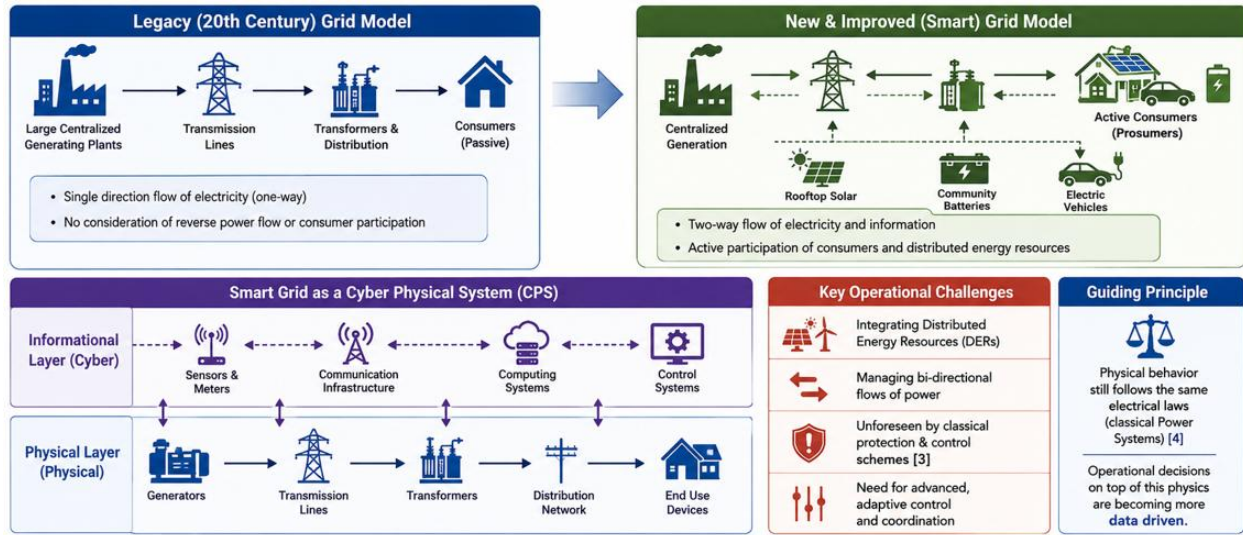 Legacy (20th Century) Grid Model
Large Centralized
Generating Plants
Transmission
Lines
Transformers &
Distribution
Consumers
(Passive)
• Single direction flow of electricity (one-way)
• No consideration of reverse power flow or consumer participation
New & Improved (Smart) Grid Model
Centralized
Generation
Active Consumers
(Prosumers)
Rooftop Solar
Community
Batteries
Electric
Vehicles
• Two-way flow of electricity and information
• Active participation of consumers and distributed energy resources
Smart Grid as a Cyber Physical System (CPS)
Informational
Layer (Cyber)
Sensors &
Meters
Communication
Infrastructure
Computing
Systems
Control
Systems
Physical Layer
(Physical)
Generators
Transmission
Lines
Transformers
Distribution
Network
End Use
Devices
Key Operational Challenges
Integrating Distributed
Energy Resources (DERs)
Managing bi-directional
flows of power
Unforeseen by classical
protection & control
schemes [3]
Need for advanced,
adaptive control
and coordination
Guiding Principle
Physical behavior
still follows the same
electrical laws
(classical Power
Systems) [4]
Operational decisions
on top of this physics
are becoming more
data driven.